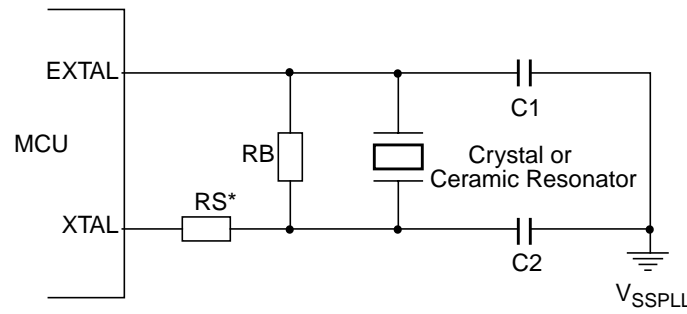 EXTAL
C1
MCU
RB
Crystal or
Ceramic Resonator
RS*
XTAL
C2
VSSPLL